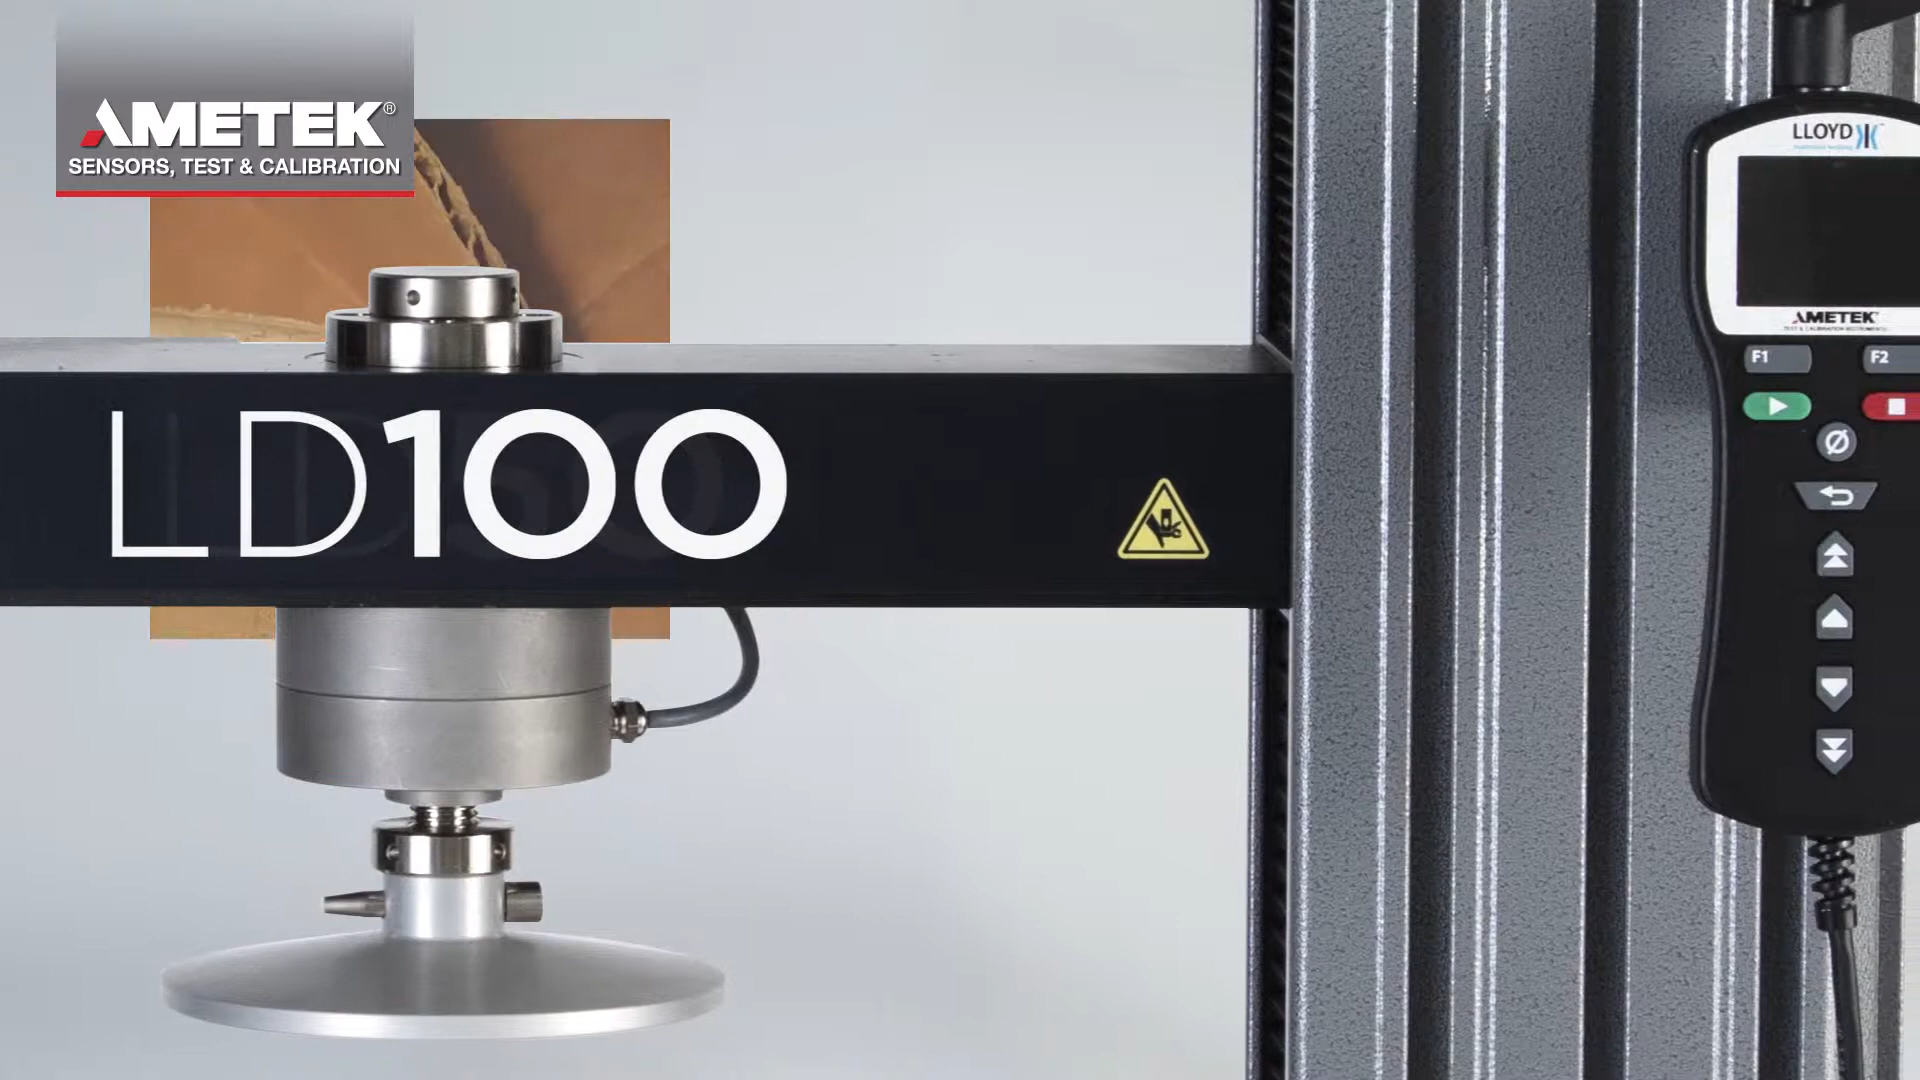 AMETEK®
SENSORS, TEST & CALIBRATION
LLOYD
AMETEK
F1
F2
LD100